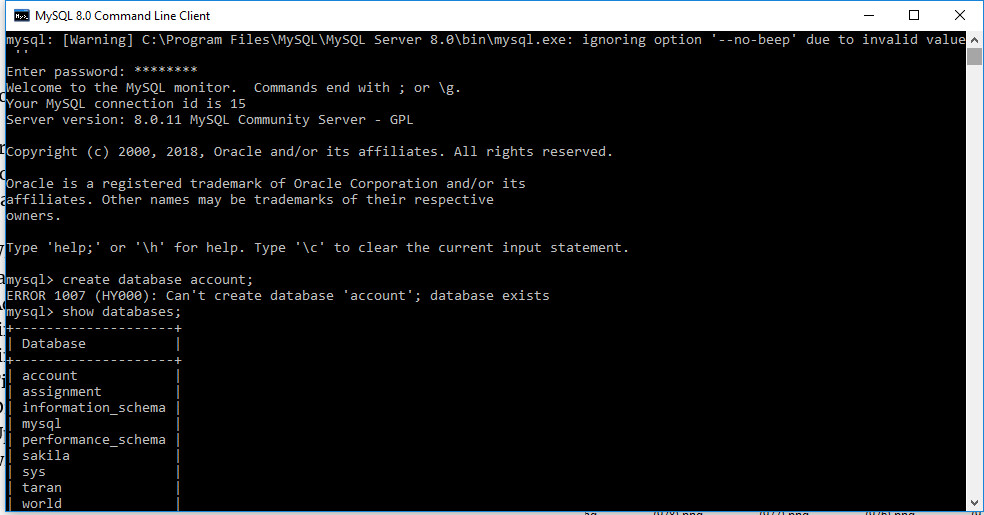 MySQL 8.0 Command Line Client
mysql: [Warning] C:\Program Files\MySQL\MySQL Server 8.0\bin\mysql.exe: ignoring option '--no-beep' due to invalid value
''
Enter password: ********
Welcome to the MySQL monitor.  Commands end with ; or \g.
Your MySQL connection id is 15
Server version: 8.0.11 MySQL Community Server - GPL
Copyright (c) 2000, 2018, Oracle and/or its affiliates. All rights reserved.
Oracle is a registered trademark of Oracle Corporation and/or its
affiliates. Other names may be trademarks of their respective
owners.
Type 'help;' or '\h' for help. Type '\c' to clear the current input statement.
mysql> create database account;
ERROR 1007 (HY000): Can't create database 'account'; database exists
mysql> show databases;
+--------------------+
| Database           |
+--------------------+
| account            |
| assignment         |
| information_schema |
| mysql              |
| performance_schema |
| sakila             |
| sys                |
| taran              |
| world              |